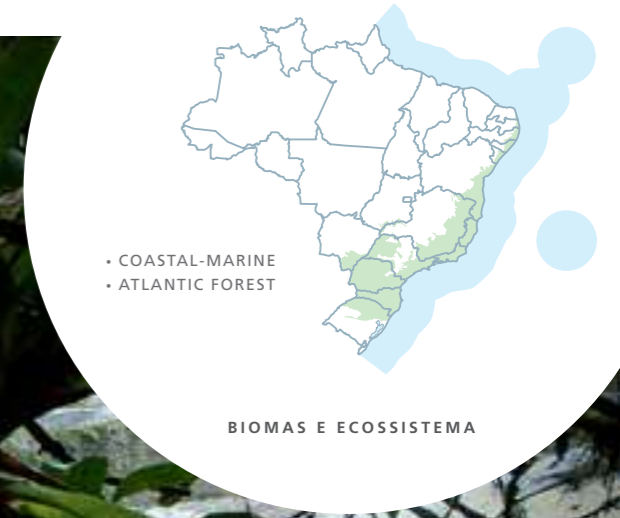 • COASTAL-MARINE
• ATLANTIC FOREST
BIOMAS E ECOSSISTEMA